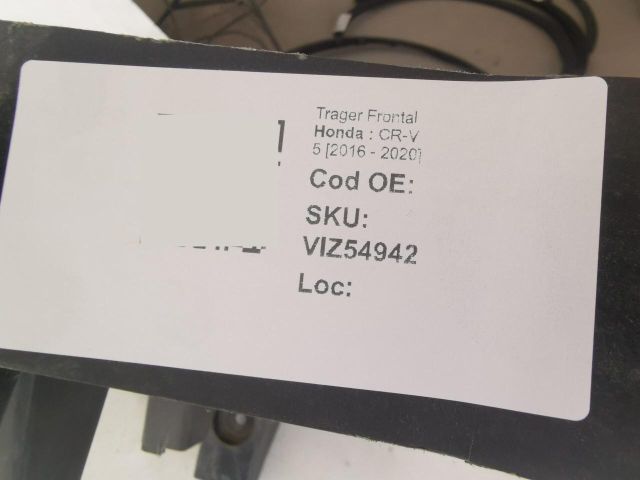 Trager Frontal
Honda : CR-V
5 [2016 - 2020]
Cod OE:
SKU:
VIZ54942
Loc: